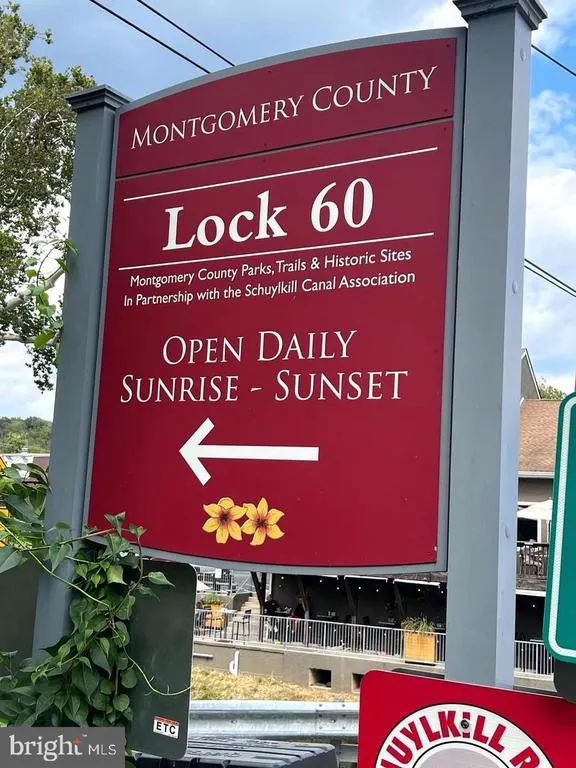 MONTGOMERY COUNTY
Lock 60
Montgomery County Parks, Trails & Historic Sites
In Partnership with the Schuylkill Canal Association
OPEN DAILY
SUNRISE - SUNSET
ETC
UYLKILL R
bright MLS